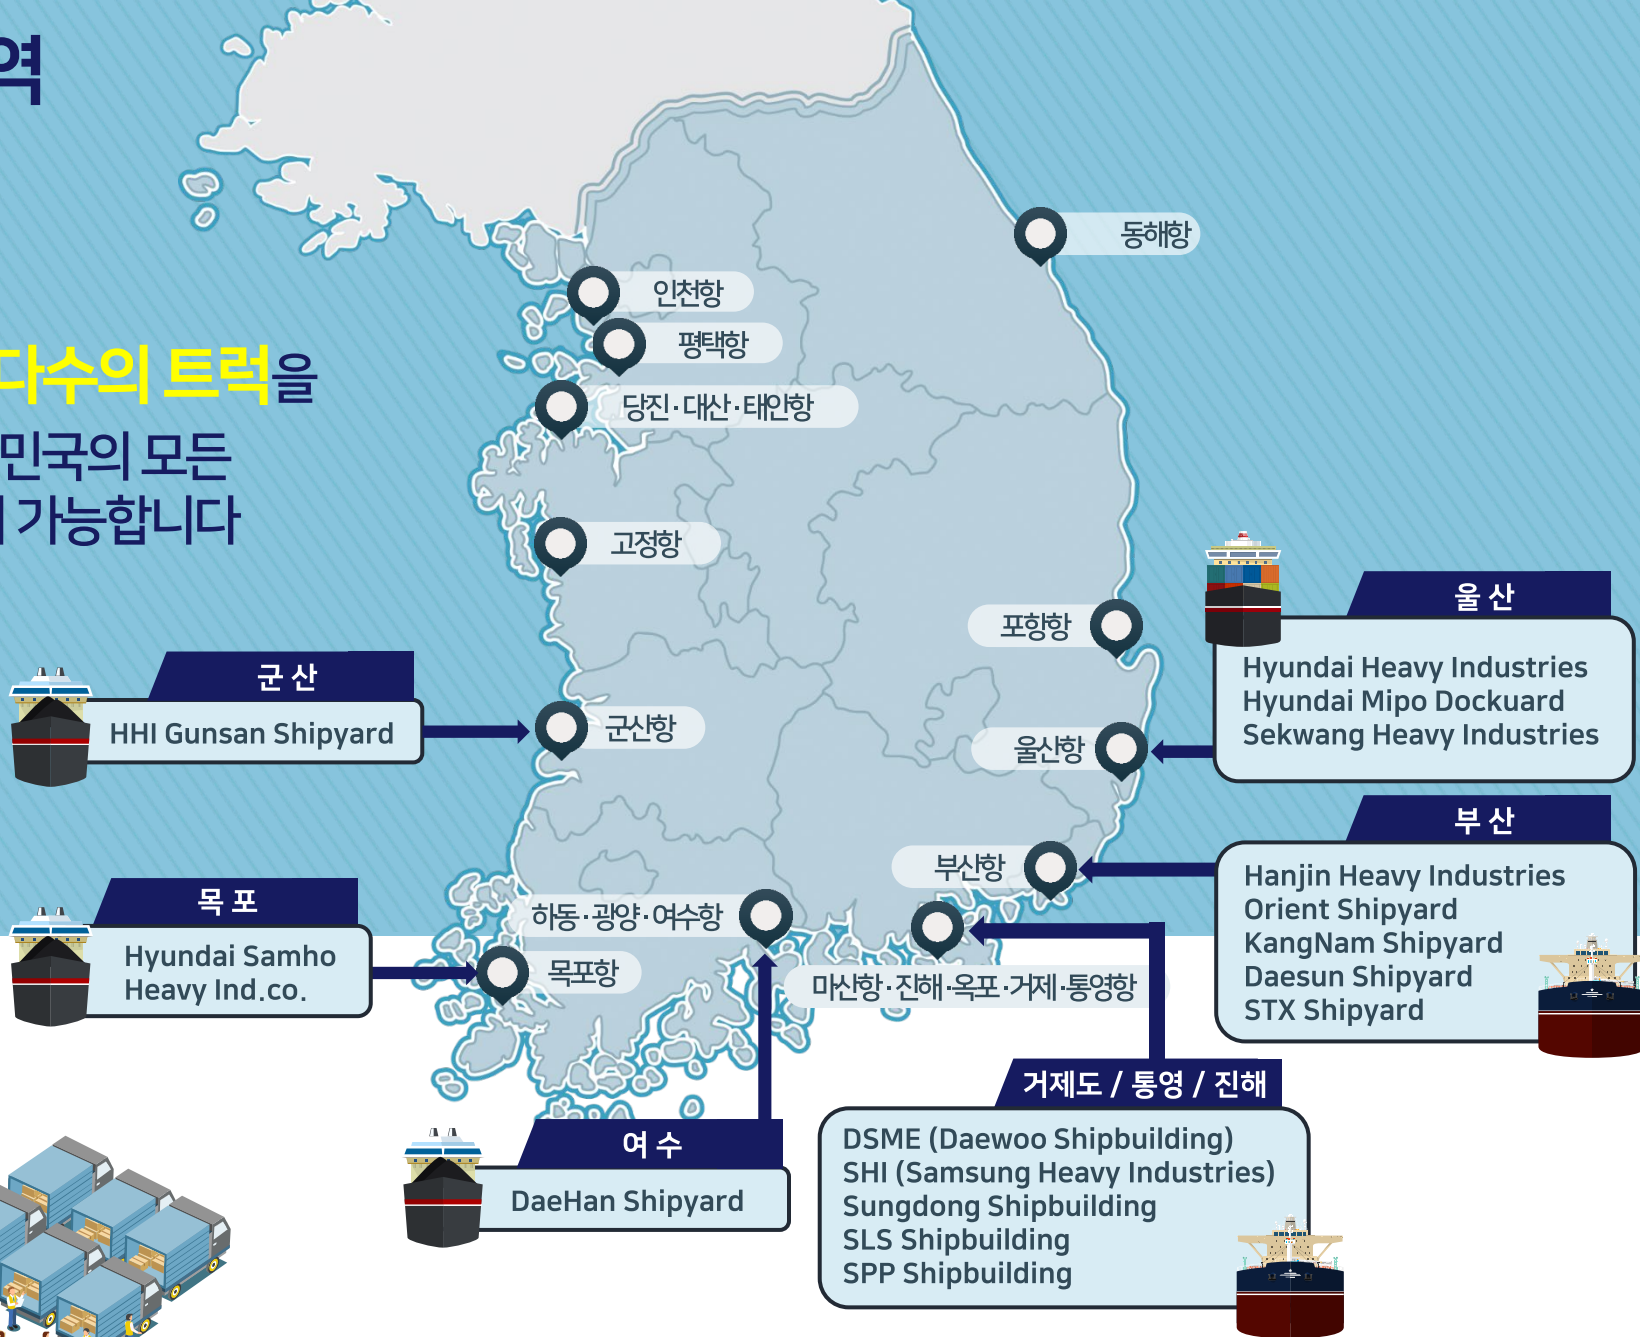 역
다수의 트럭을
민국의 모든
가능합니다
동해항
인천항
평택항
당진·대산·태안항
고정항
포항항
군산항
울산항
부산항
하동·광양·여수항
목포항
마산항·진해·옥포·거제·통영항
군 산
HHI Gunsan Shipyard
목 포
Hyundai Samho
Heavy Ind.co.
여 수
DaeHan Shipyard
거제도 / 통영 / 진해
DSME (Daewoo Shipbuilding)
SHI (Samsung Heavy Industries)
Sungdong Shipbuilding
SLS Shipbuilding
SPP Shipbuilding
울 산
Hyundai Heavy Industries
Hyundai Mipo Dockuard
Sekwang Heavy Industries
부 산
Hanjin Heavy Industries
Orient Shipyard
KangNam Shipyard
Daesun Shipyard
STX Shipyard